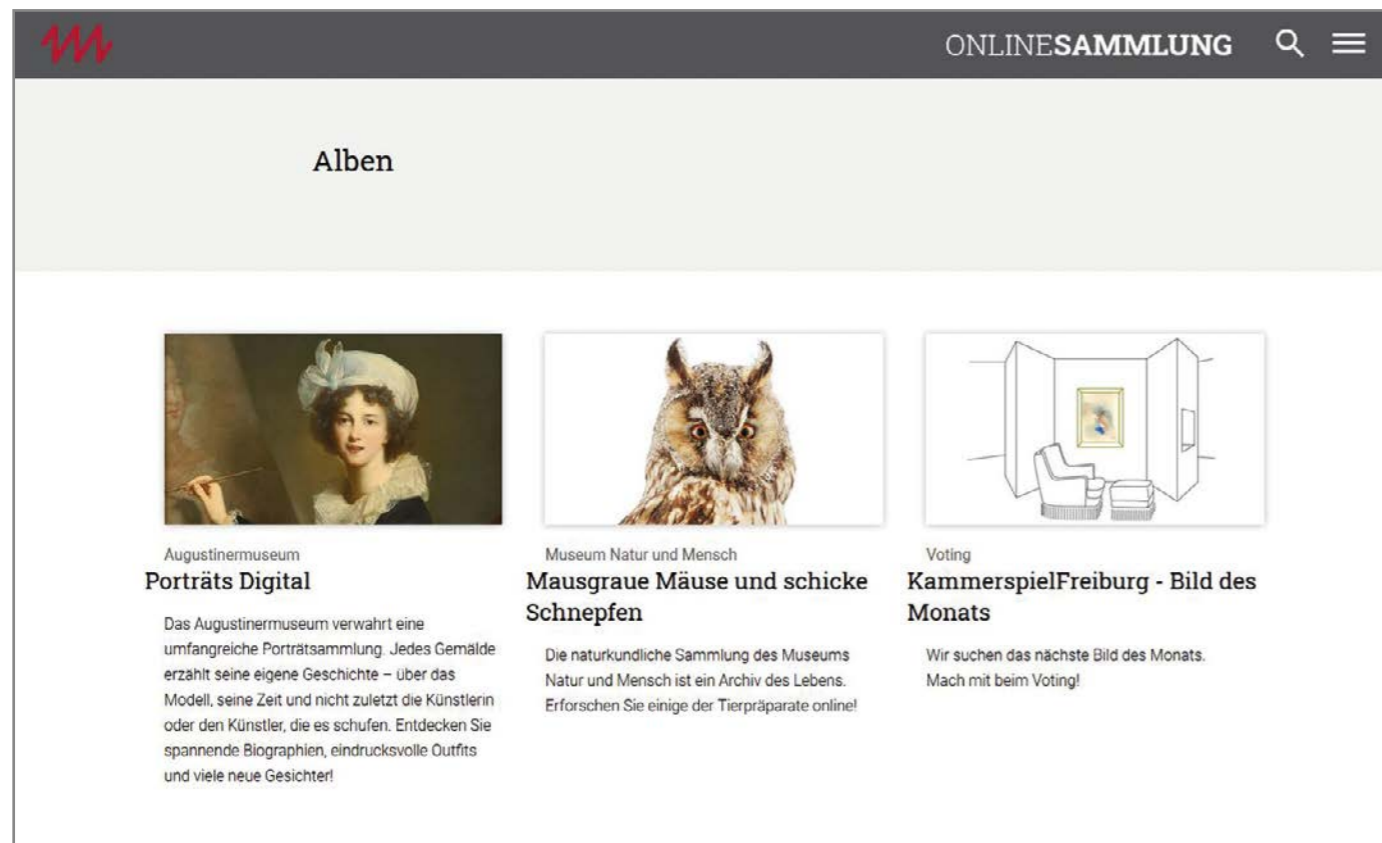 ONLINESAMMLUNG
Alben
Augustinermuseum
Porträts Digital
Das Augustinermuseum verwahrt eine
umfangreiche Porträtsammlung. Jedes Gemälde
erzählt seine eigene Geschichte – über das
Modell, seine Zeit und nicht zuletzt die Künstlerin
oder den Künstler, die es schufen. Entdecken Sie
spannende Biographien, eindrucksvolle Outfits
und viele neue Gesichter!
Museum Natur und Mensch
Mausgraue Mäuse und schicke
Schnepfen
Die naturkundliche Sammlung des Museums
Natur und Mensch ist ein Archiv des Lebens.
Erforschen Sie einige der Tierpräparate online!
Voting
KammerspielFreiburg - Bild des
Monats
Wir suchen das nächste Bild des Monats.
Mach mit beim Voting!